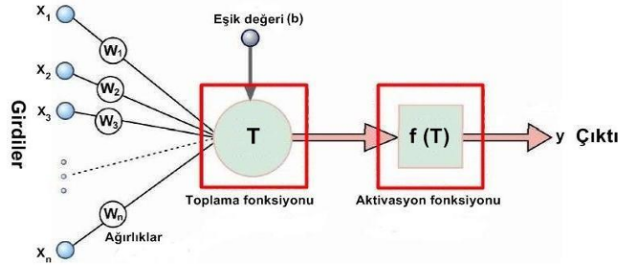 Girdiler
X1
X2
X3
Xn
W1
W2
W3
Wn
Ağırlıklar
Eşik değeri (b)
T
Toplama fonksiyonu
f (T)
Aktivasyon fonksiyonu
y Çıktı